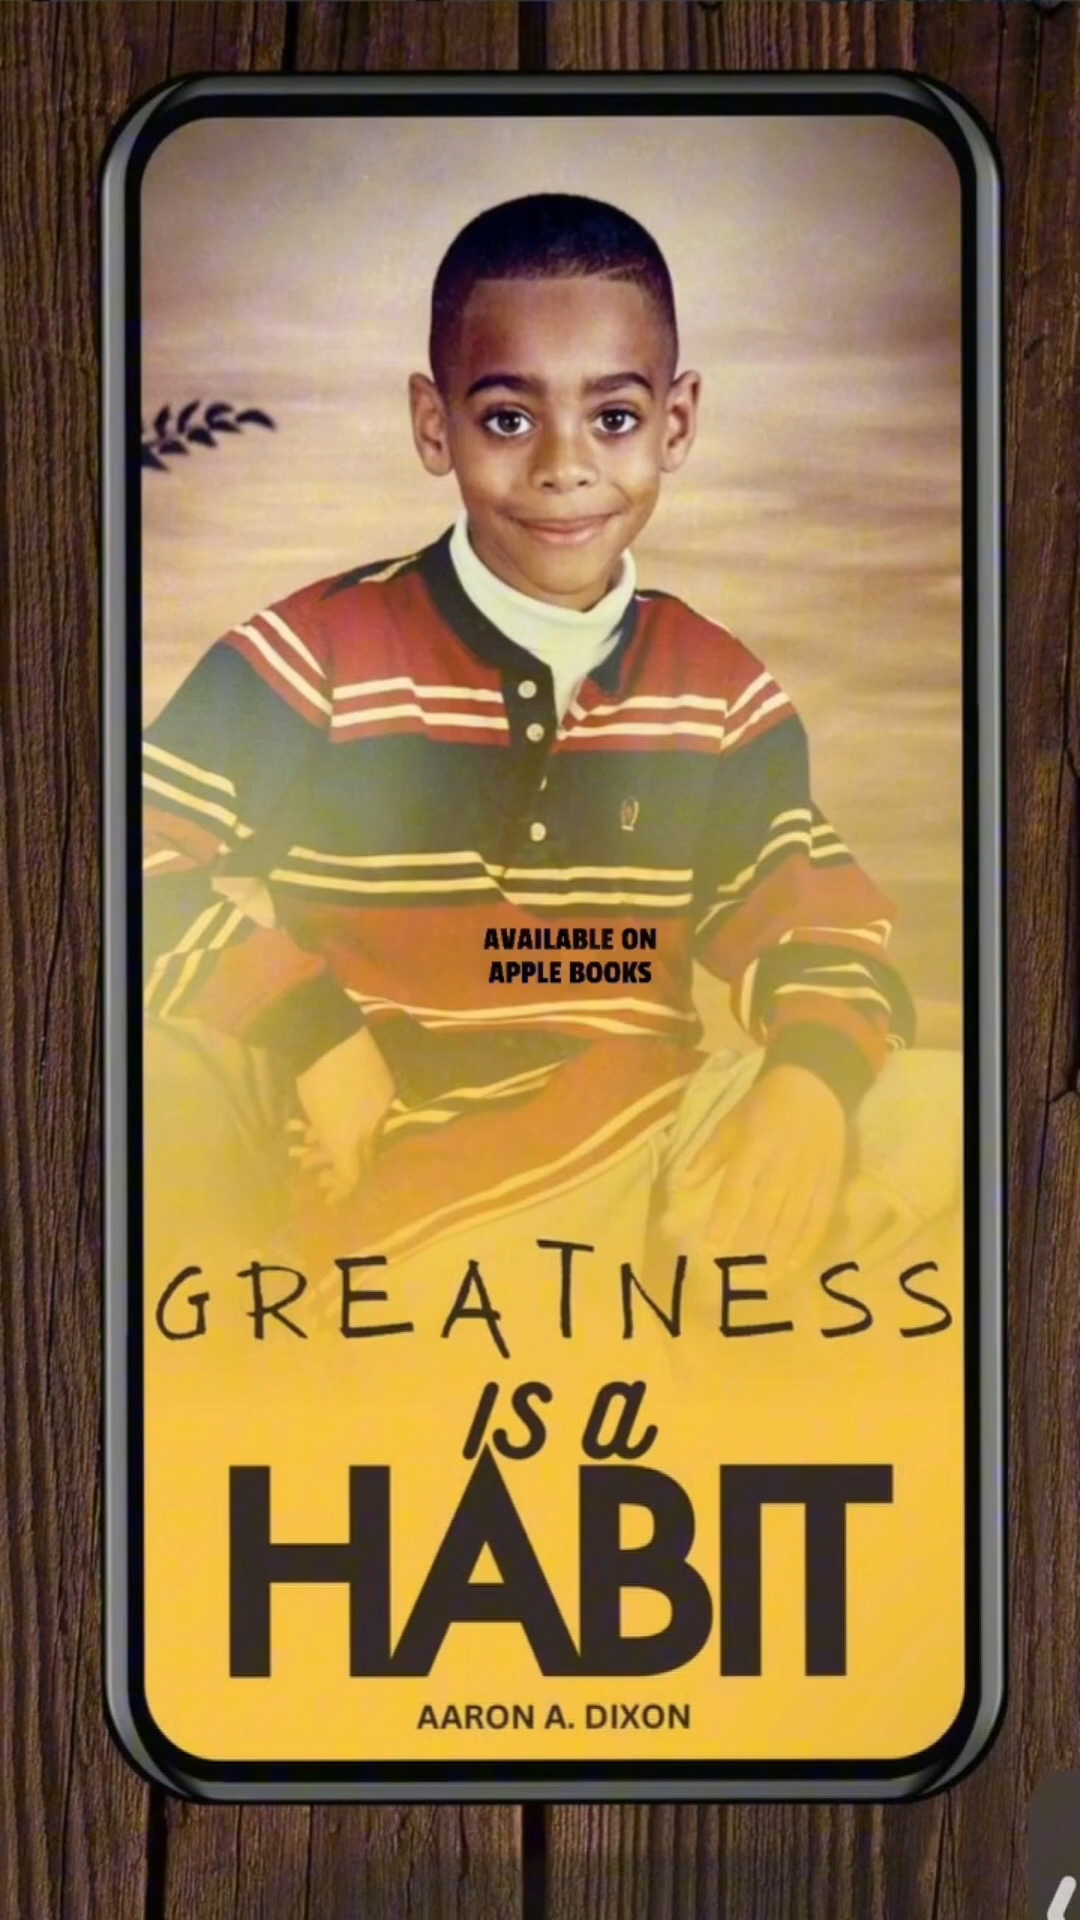 AVAILABLE ON
APPLE BOOKS
GREATNESS
is a
HABIT
AARON A. DIXON